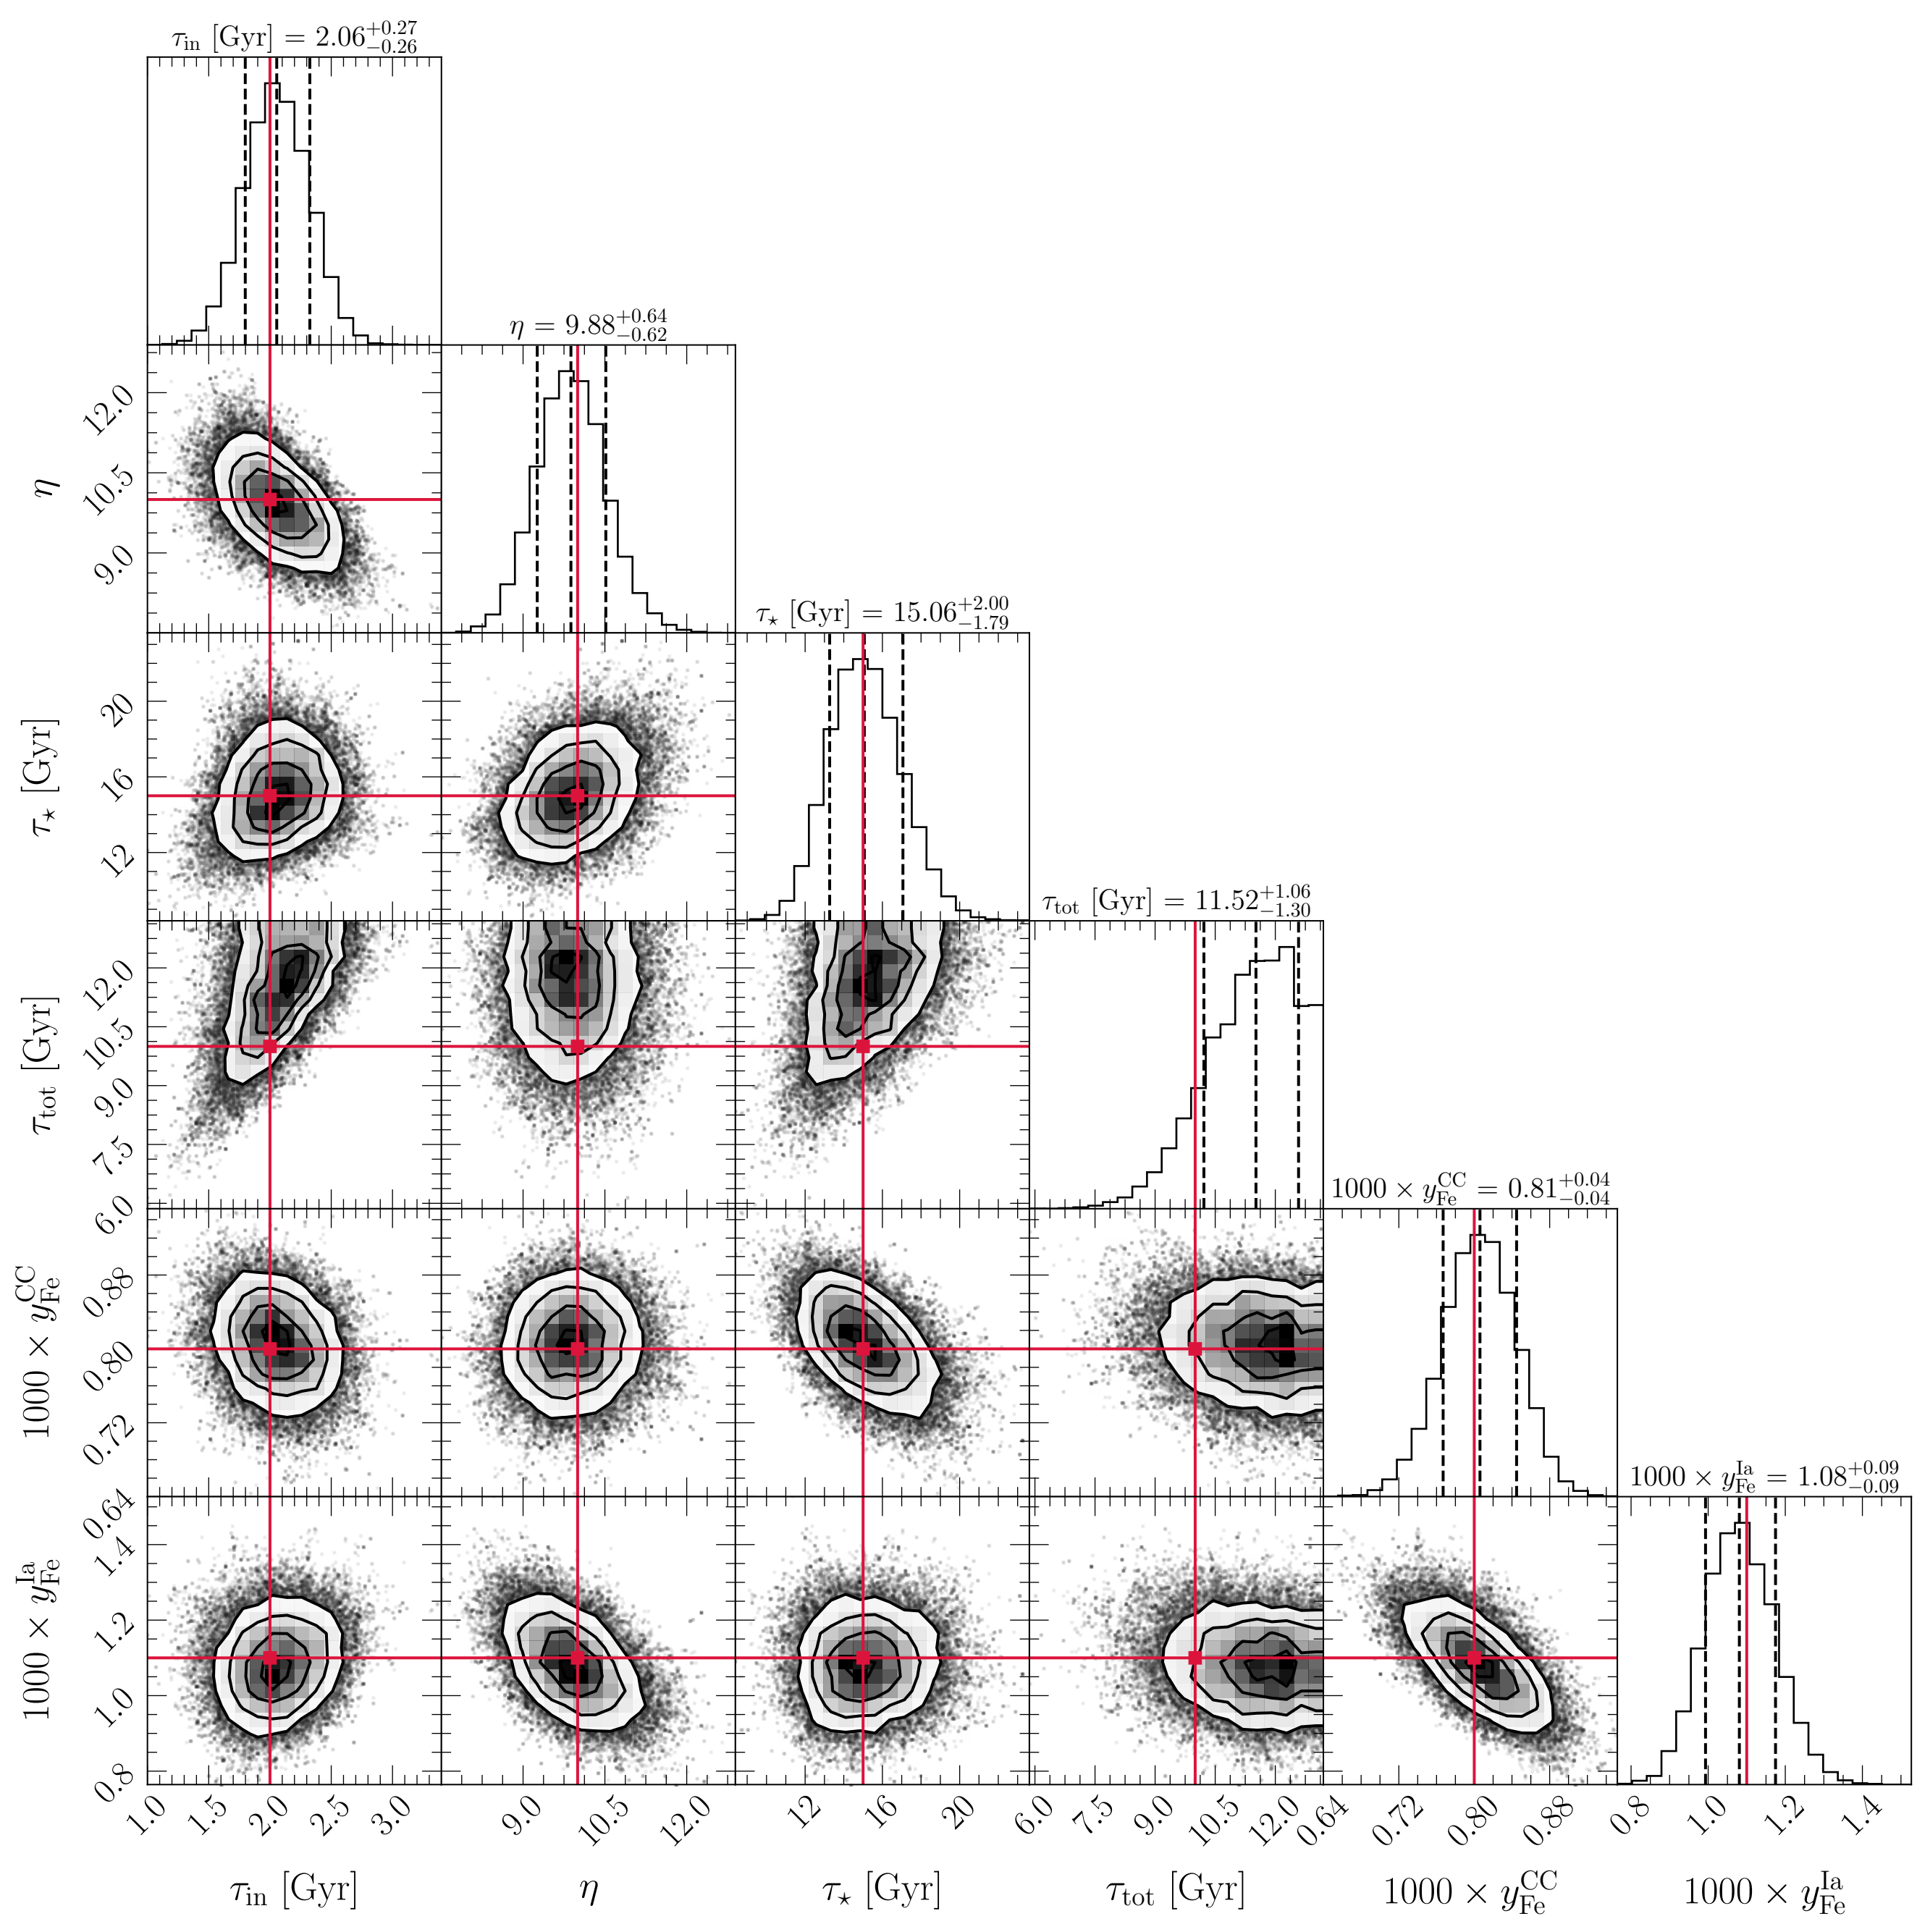 τ_in [Gyr] = 2.06^{+0.27}_{−0.26}
η = 9.88^{+0.64}_{−0.62}
τ_⋆ [Gyr] = 15.06^{+2.00}_{−1.79}
τ_tot [Gyr] = 11.52^{+1.06}_{−1.30}
1000 × y_Fe^CC = 0.81^{+0.04}_{−0.04}
1000 × y_Fe^Ia = 1.08^{+0.09}_{−0.09}
η
12.0
10.5
9.0
τ_⋆ [Gyr]
20
16
12
τ_tot [Gyr]
12.0
10.5
9.0
7.5
6.0
1000 × y_Fe^CC
0.88
0.80
0.72
0.64
1000 × y_Fe^Ia
1.4
1.2
1.0
0.8
1.0 1.5 2.0 2.5 3.0
9.0 10.5 12.0
12 16 20
6.0 7.5 9.0 10.5 12.0
0.64 0.72 0.80 0.88
0.8 1.0 1.2 1.4
τ_in [Gyr]
η
τ_⋆ [Gyr]
τ_tot [Gyr]
1000 × y_Fe^CC
1000 × y_Fe^Ia